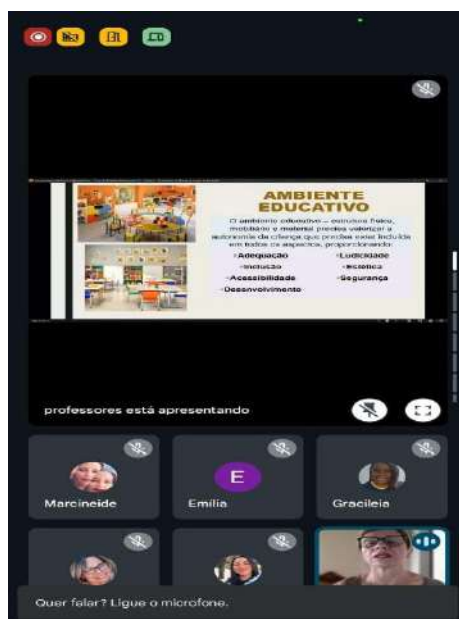 AMBIENTE
EDUCATIVO
O ambiente educativo – estrutura física,
mobiliário e material precisa valorizar a
autonomia da criança que precisa estar incluída
em todos os aspectos, proporcionando:
Adequação
Inclusão
Acessibilidade
Desenvolvimento
Ludicidade
Estética
Segurança
professores está apresentando
Marcineide
E
Emília
Gracileia
Quer falar? Ligue o microfone.